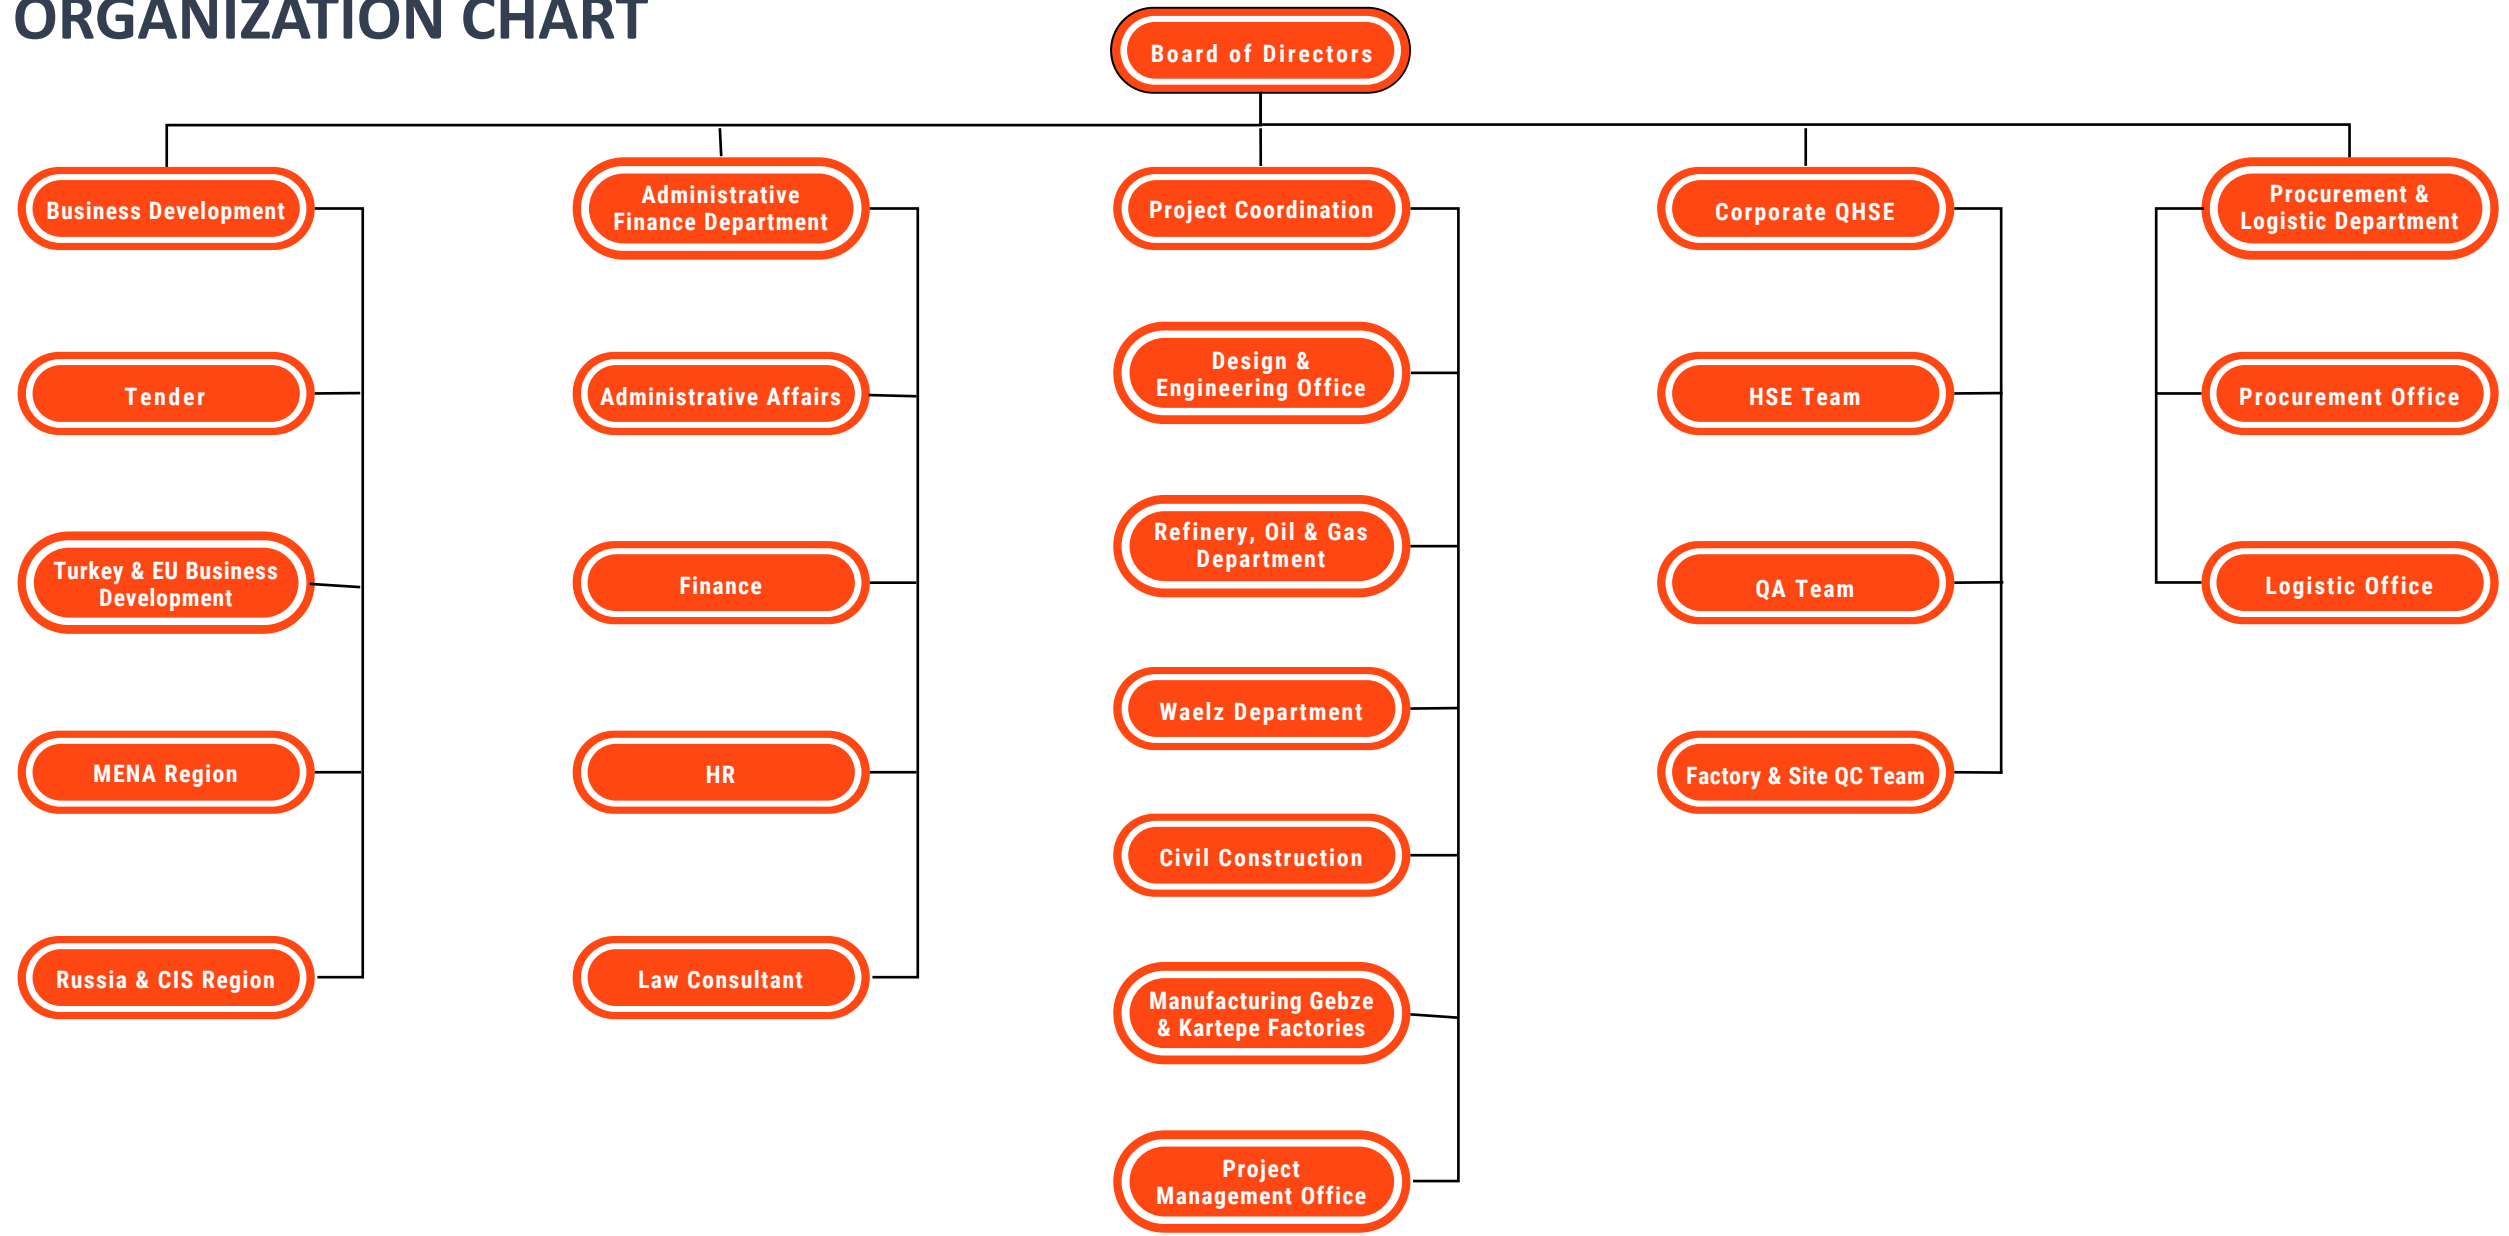 ORGANIZATION CHART
Board of Directors
Business Development
Tender
Turkey & EU Business
Development
MENA Region
Russia & CIS Region
Administrative
Finance Department
Administrative Affairs
Finance
HR
Law Consultant
Project Coordination
Design &
Engineering Office
Refinery, Oil & Gas
Department
Waelz Department
Civil Construction
Manufacturing Gebze
& Kartepe Factories
Project
Management Office
Corporate QHSE
HSE Team
QA Team
Factory & Site QC Team
Procurement &
Logistic Department
Procurement Office
Logistic Office